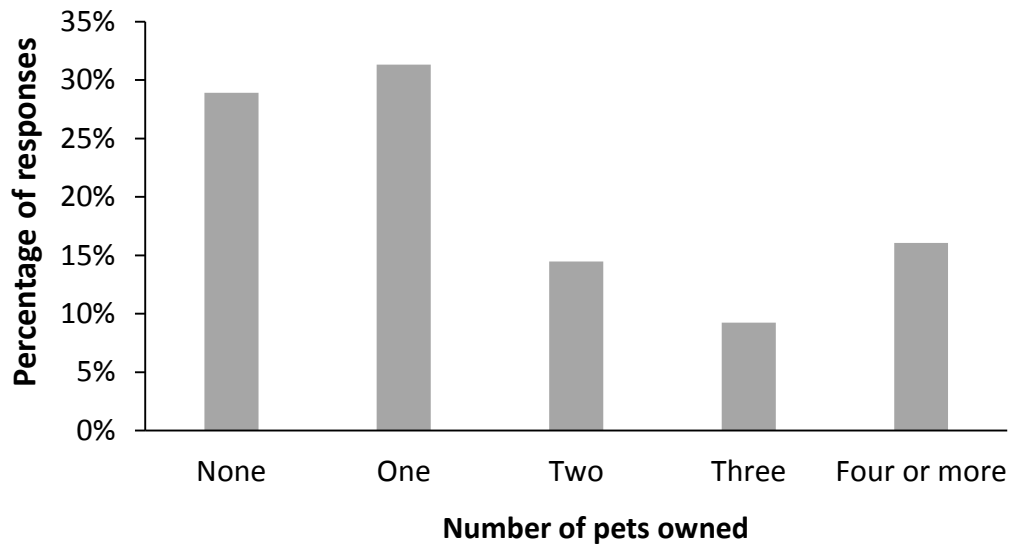 Percentage of responses
35%
30%
25%
20%
15%
10%
5%
0%
None
One
Two
Three
Four or more
Number of pets owned